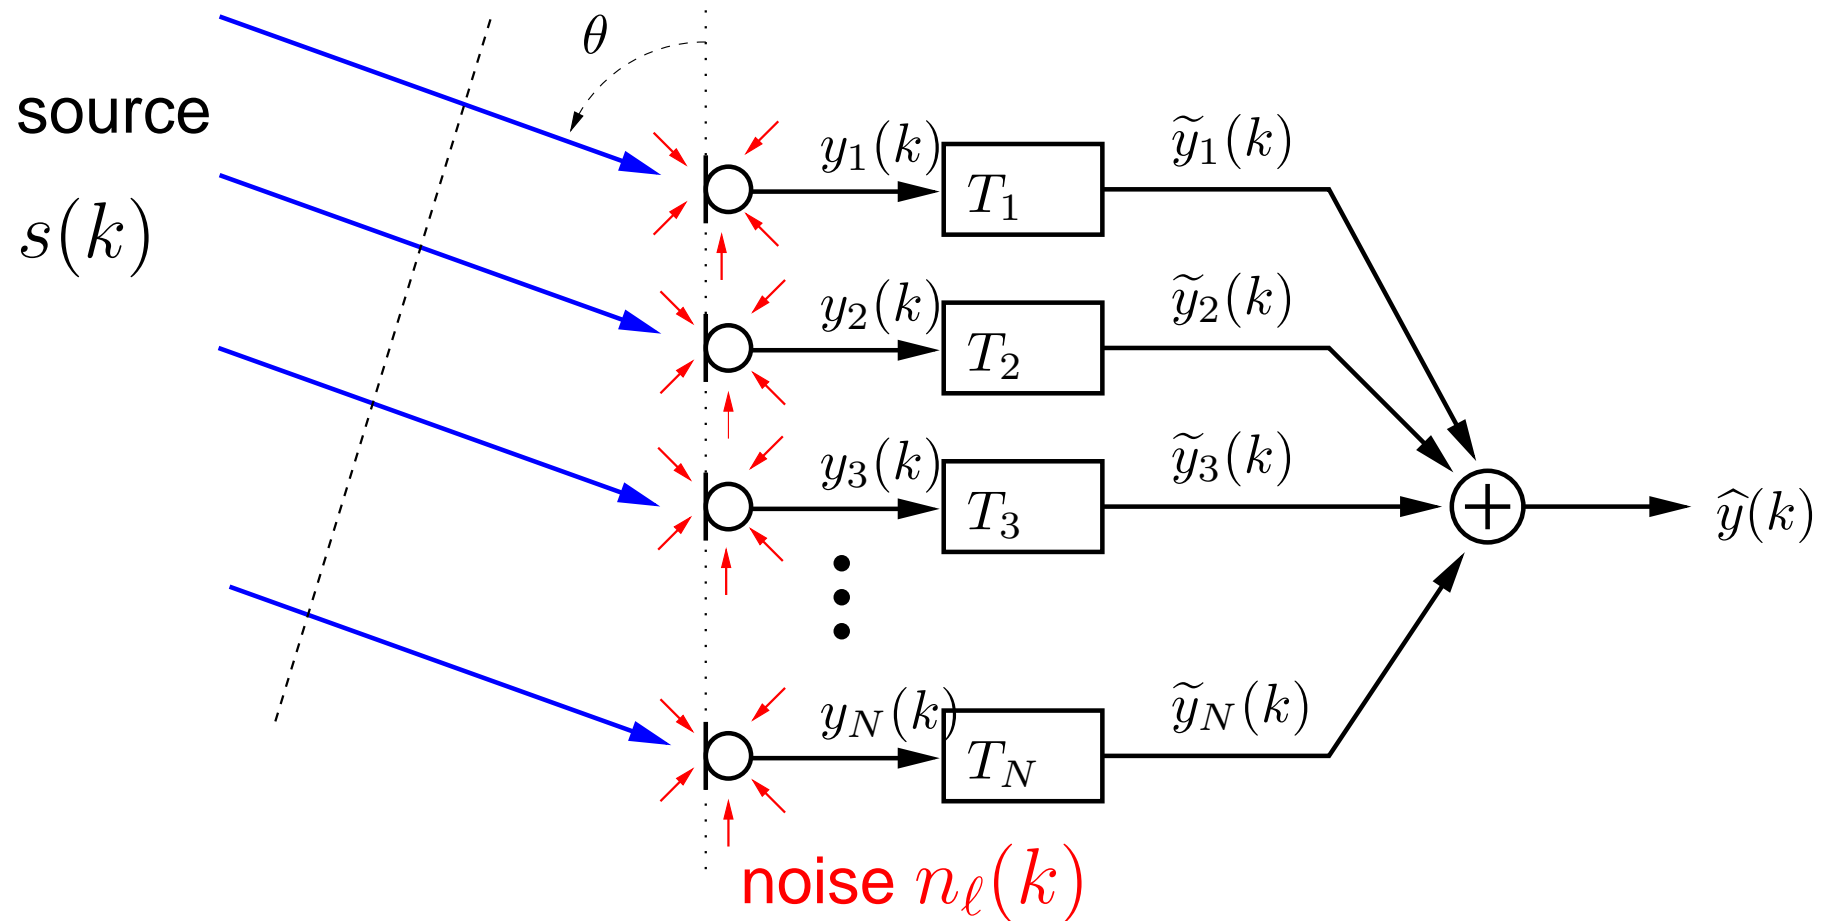 θ
source
s(k)
y₁(k)
T₁
ỹ₁(k)
y₂(k)
T₂
ỹ₂(k)
y₃(k)
T₃
ỹ₃(k)
+
ŷ(k)
y_N(k)
T_N
ỹ_N(k)
noise n_ℓ(k)